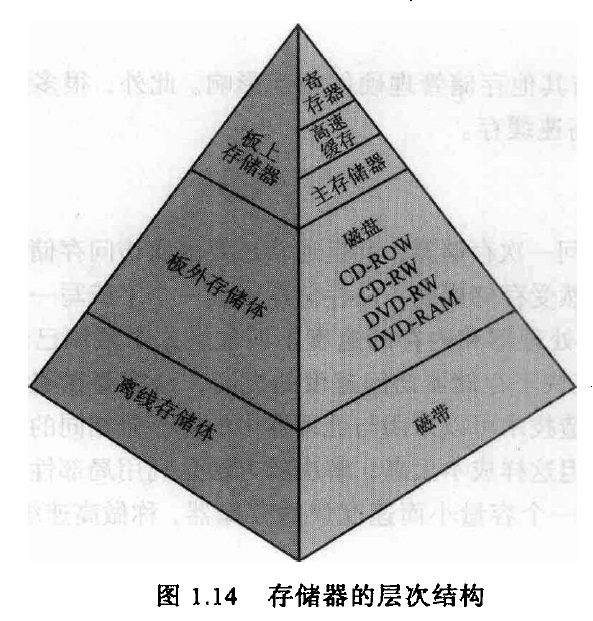 板上
存储器
寄
存器
高速
缓存
主存储器
板外存储体
磁盘
CD-ROW
CD-RW
DVD-RW
DVD-RAM
离线存储体
磁带
图 1.14 存储器的层次结构